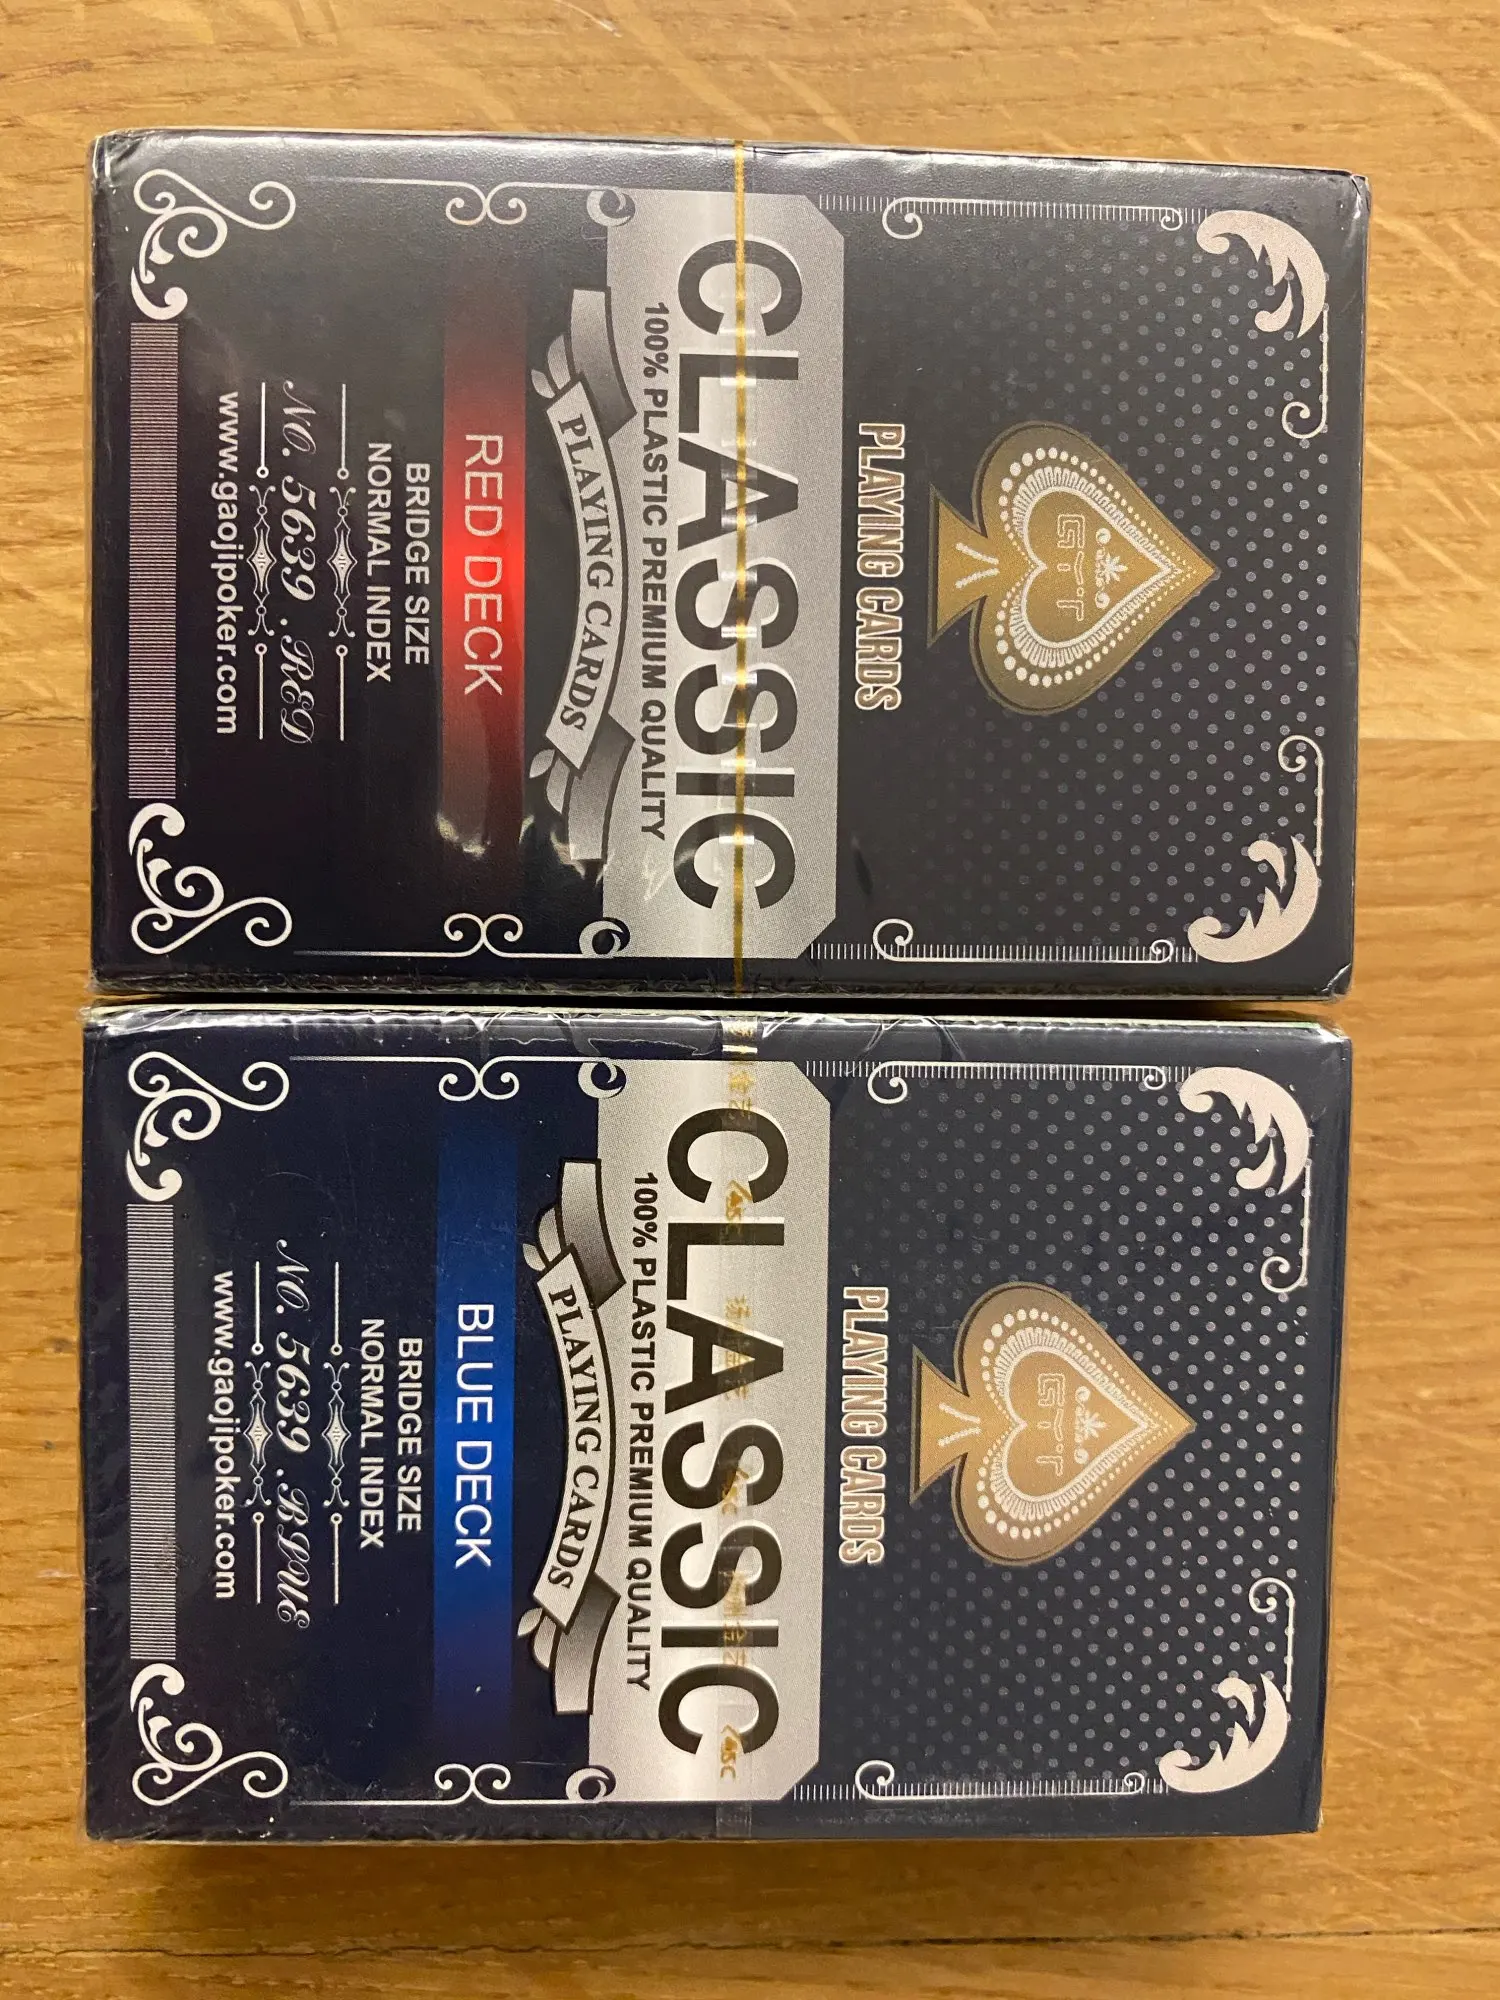 GYT
PLAYING CARDS
CLASSIC
100% PLASTIC PREMIUM QUALITY
PLAYING CARDS
RED DECK
BRIDGE SIZE
NORMAL INDEX
NO. 5639 .RED
www.gaojipoker.com
GYT
PLAYING CARDS
CLASSIC
100% PLASTIC PREMIUM QUALITY
PLAYING CARDS
BLUE DECK
BRIDGE SIZE
NORMAL INDEX
NO. 5639 .BLUE
www.gaojipoker.com